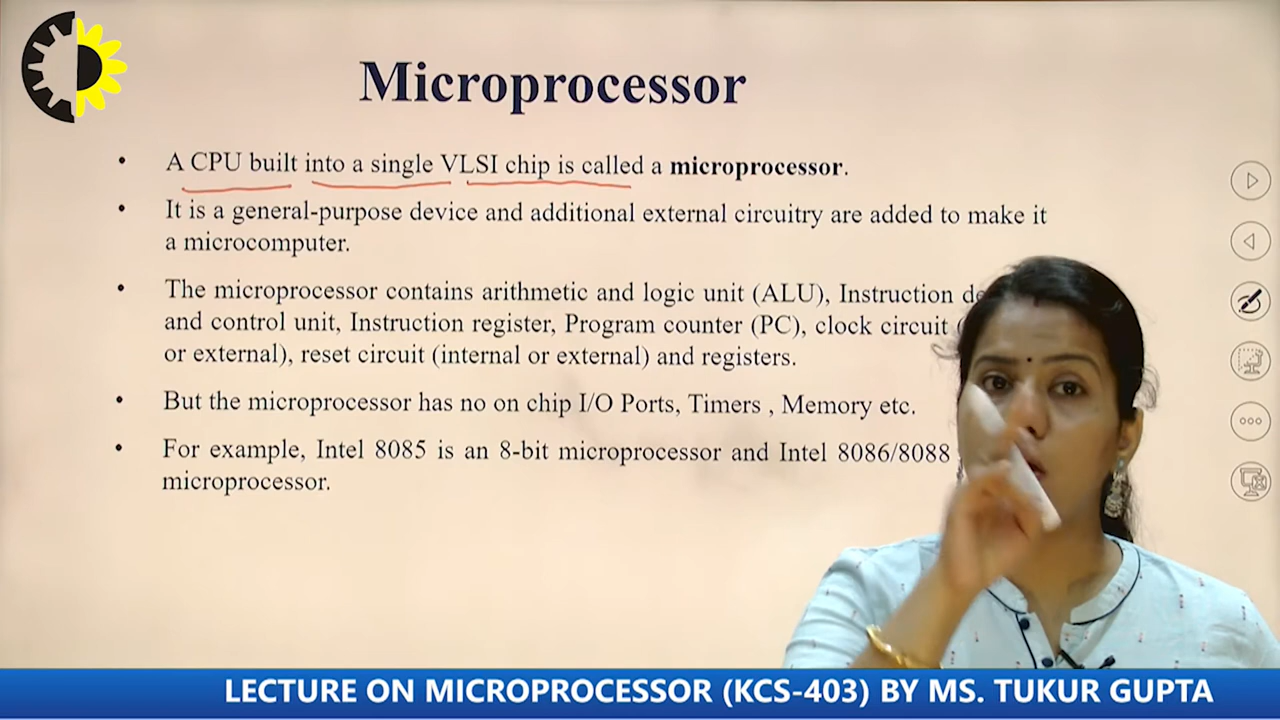 Microprocessor
• A CPU built into a single VLSI chip is called a microprocessor.
• It is a general-purpose device and additional external circuitry are added to make it
a microcomputer.
• The microprocessor contains arithmetic and logic unit (ALU), Instruction
and control unit, Instruction register, Program counter (PC), clock circuit
or external), reset circuit (internal or external) and registers.
• But the microprocessor has no on chip I/O Ports, Timers , Memory etc.
• For example, Intel 8085 is an 8-bit microprocessor and Intel 8086/8088
microprocessor.
LECTURE ON MICROPROCESSOR (KCS-403) BY MS. TUKUR GUPTA